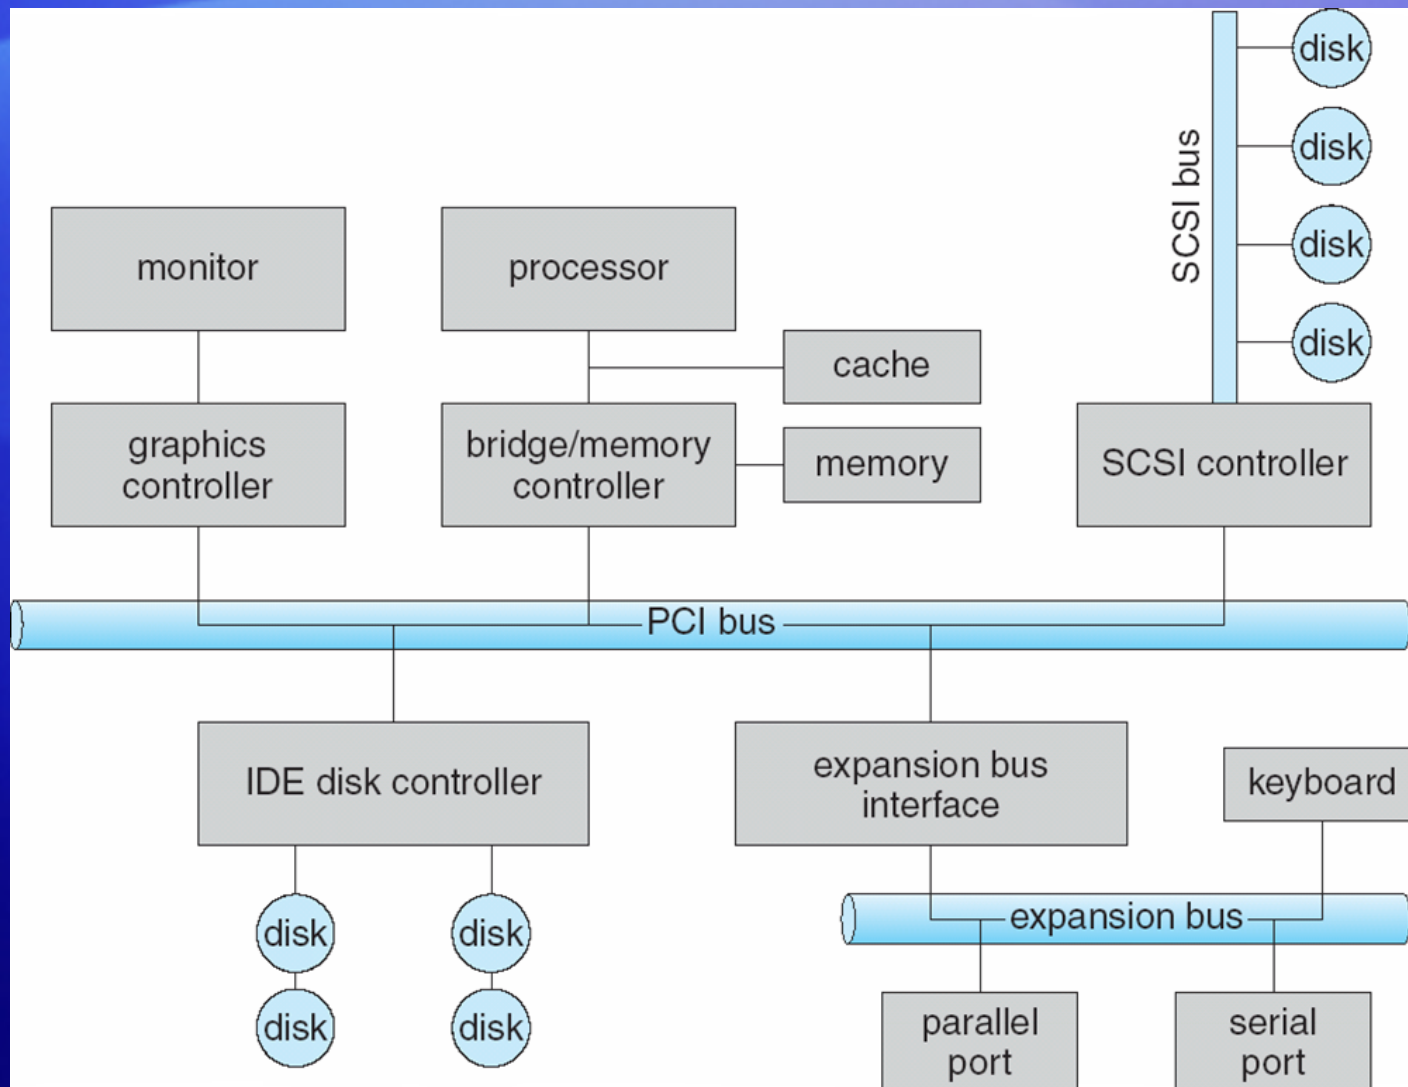 disk
disk
SCSI bus
disk
disk
monitor
processor
cache
graphics
controller
bridge/memory
controller
memory
SCSI controller
PCI bus
IDE disk controller
expansion bus
interface
keyboard
disk
disk
expansion bus
disk
disk
parallel
port
serial
port